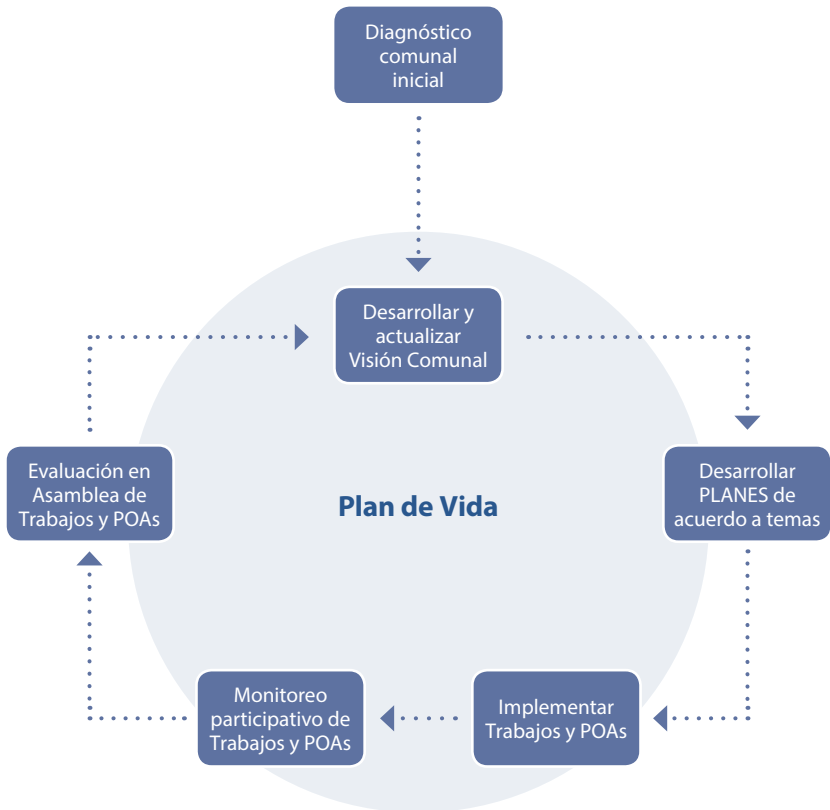 Diagnóstico
comunal
inicial
Desarrollar y
actualizar
Visión Comunal
Evaluación en
Asamblea de
Trabajos y POAs
Plan de Vida
Desarrollar
PLANES de
acuerdo a temas
Monitoreo
participativo de
Trabajos y POAs
Implementar
Trabajos y POAs